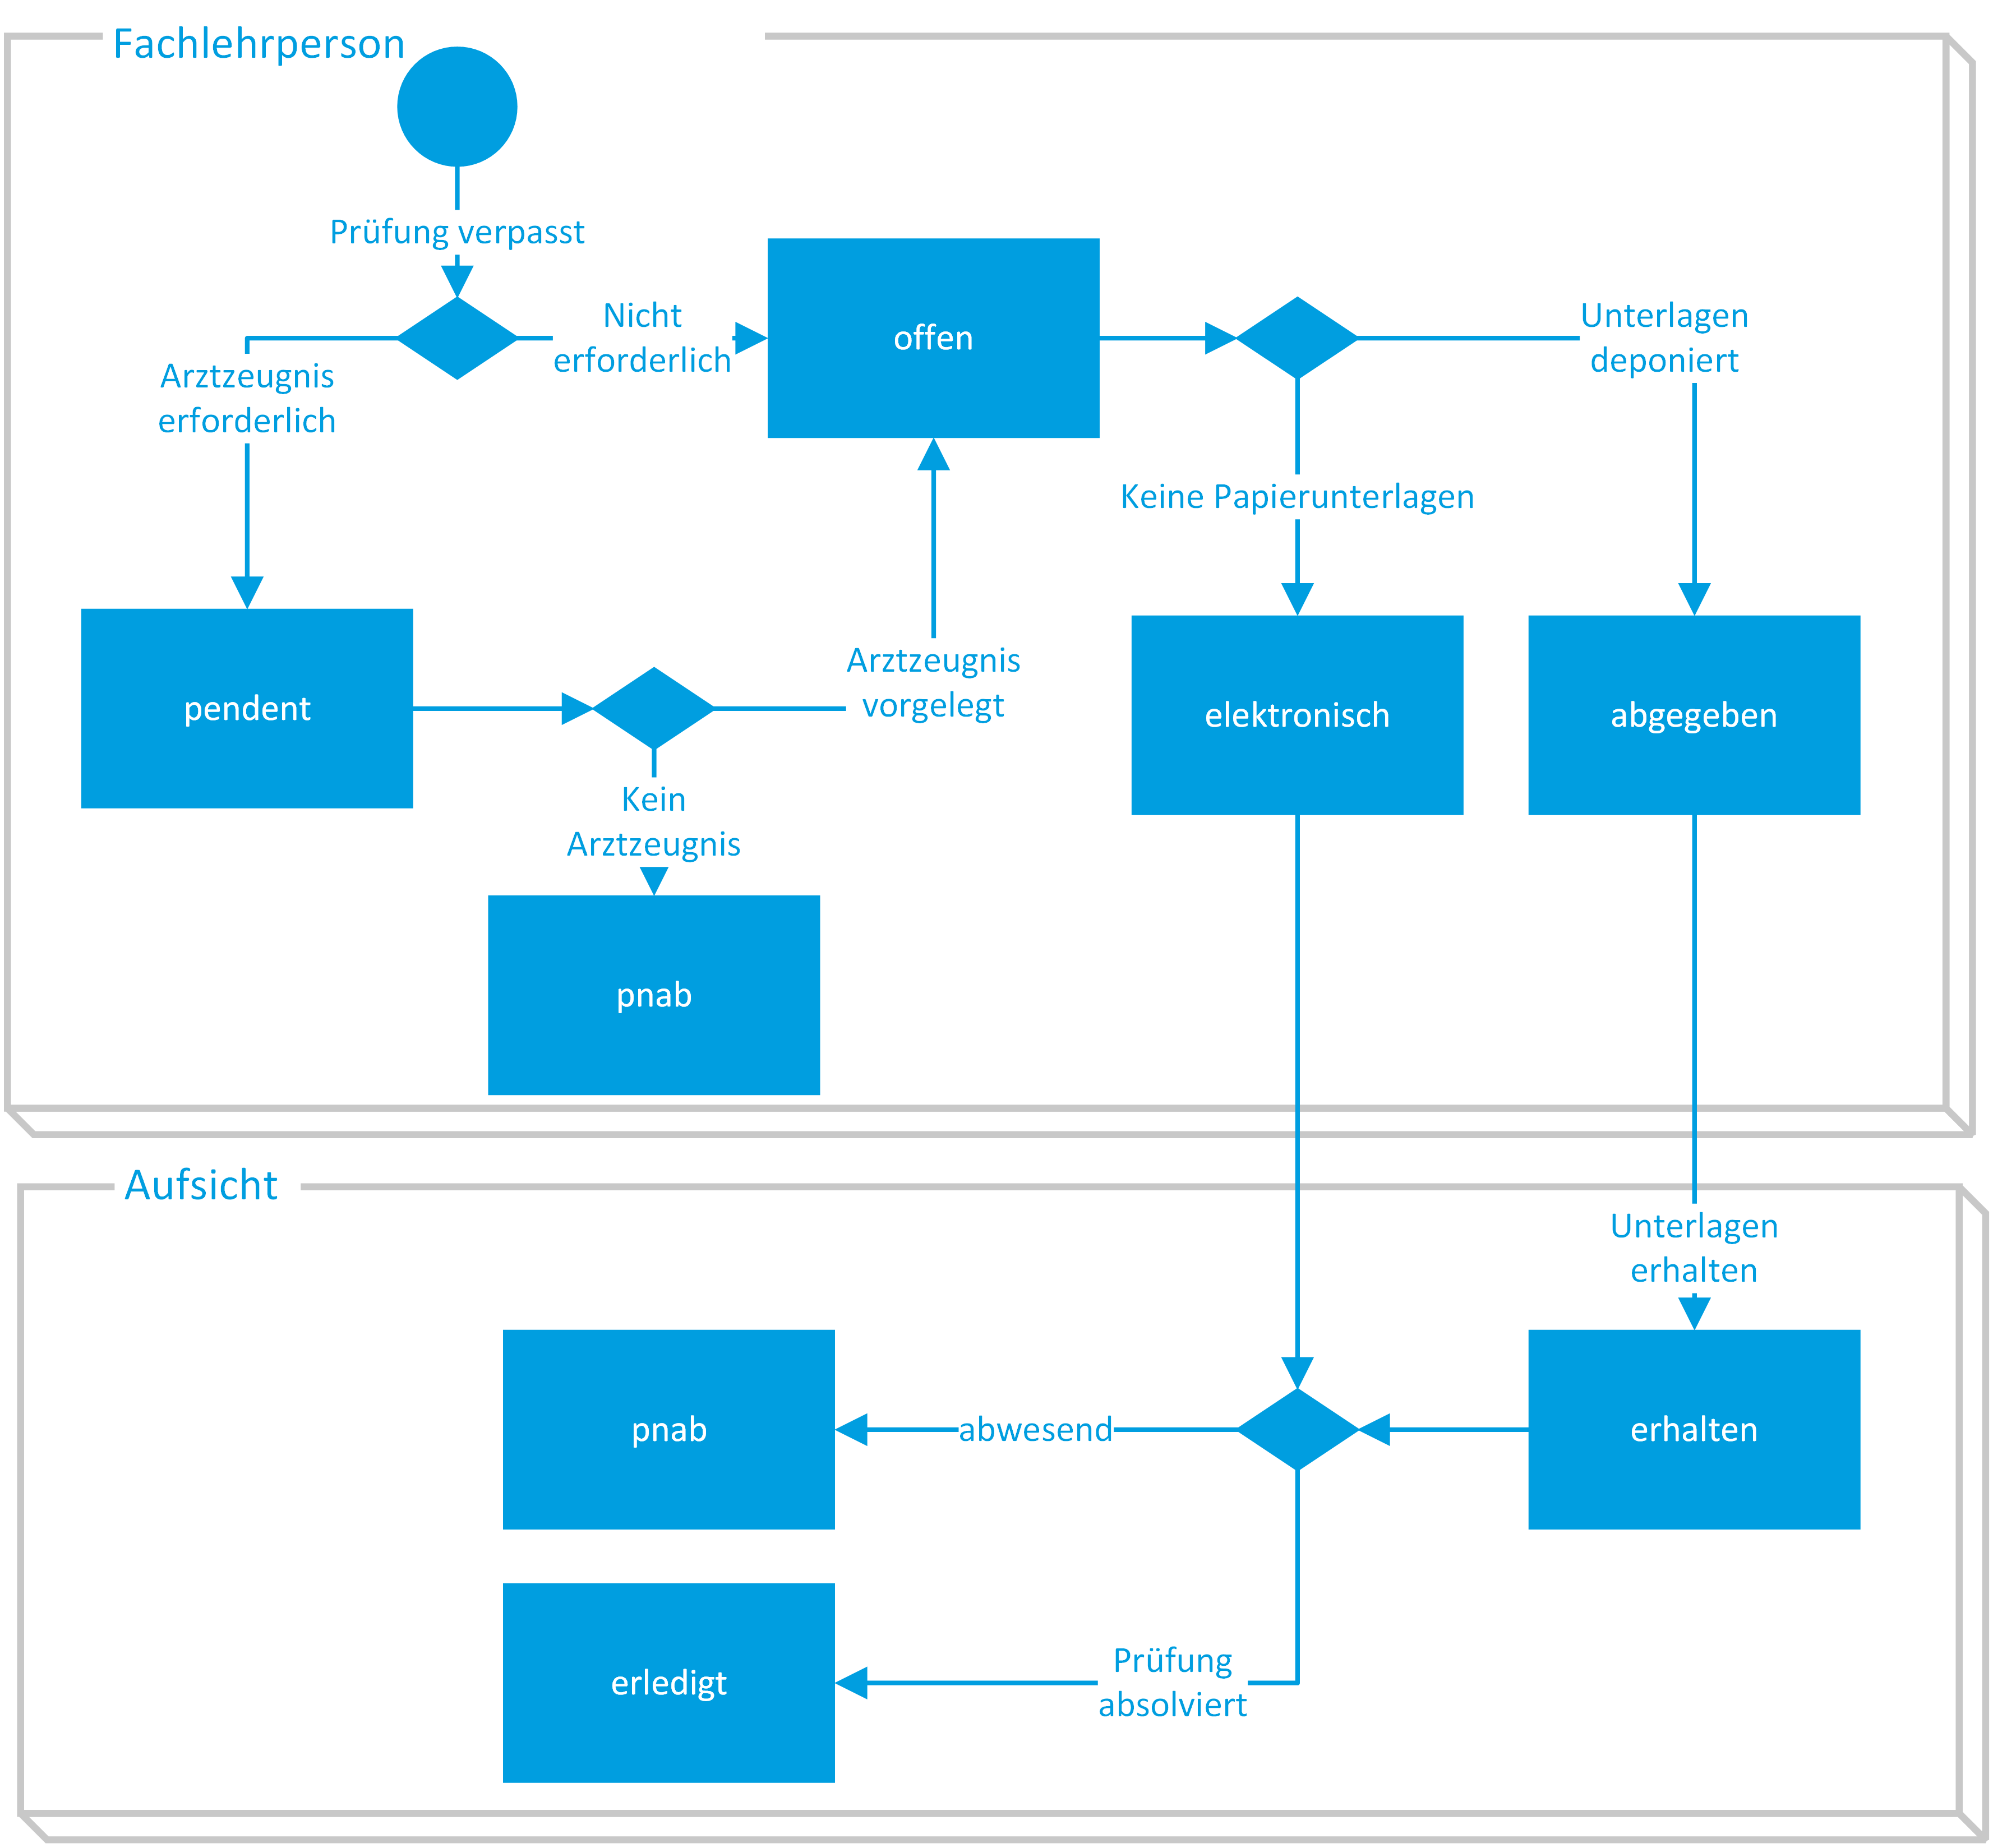 Fachlehrperson
Prüfung verpasst
Nicht
erforderlich
Unterlagen
deponiert
offen
Arztzeugnis
erforderlich
Keine Papierunterlagen
Arztzeugnis
vorgelegt
pendent
elektronisch
abgegeben
Kein
Arztzeugnis
pnab
Aufsicht
Unterlagen
erhalten
pnab
abwesend
erhalten
Prüfung
absolviert
erledigt